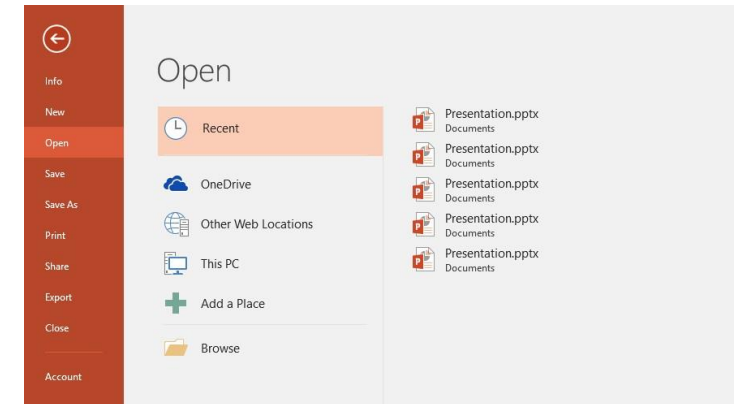 Info
New
Open
Save
Save As
Print
Share
Export
Close
Account
Open
Recent
OneDrive
Other Web Locations
This PC
Add a Place
Browse
Presentation.pptx
Documents
Presentation.pptx
Documents
Presentation.pptx
Documents
Presentation.pptx
Documents
Presentation.pptx
Documents